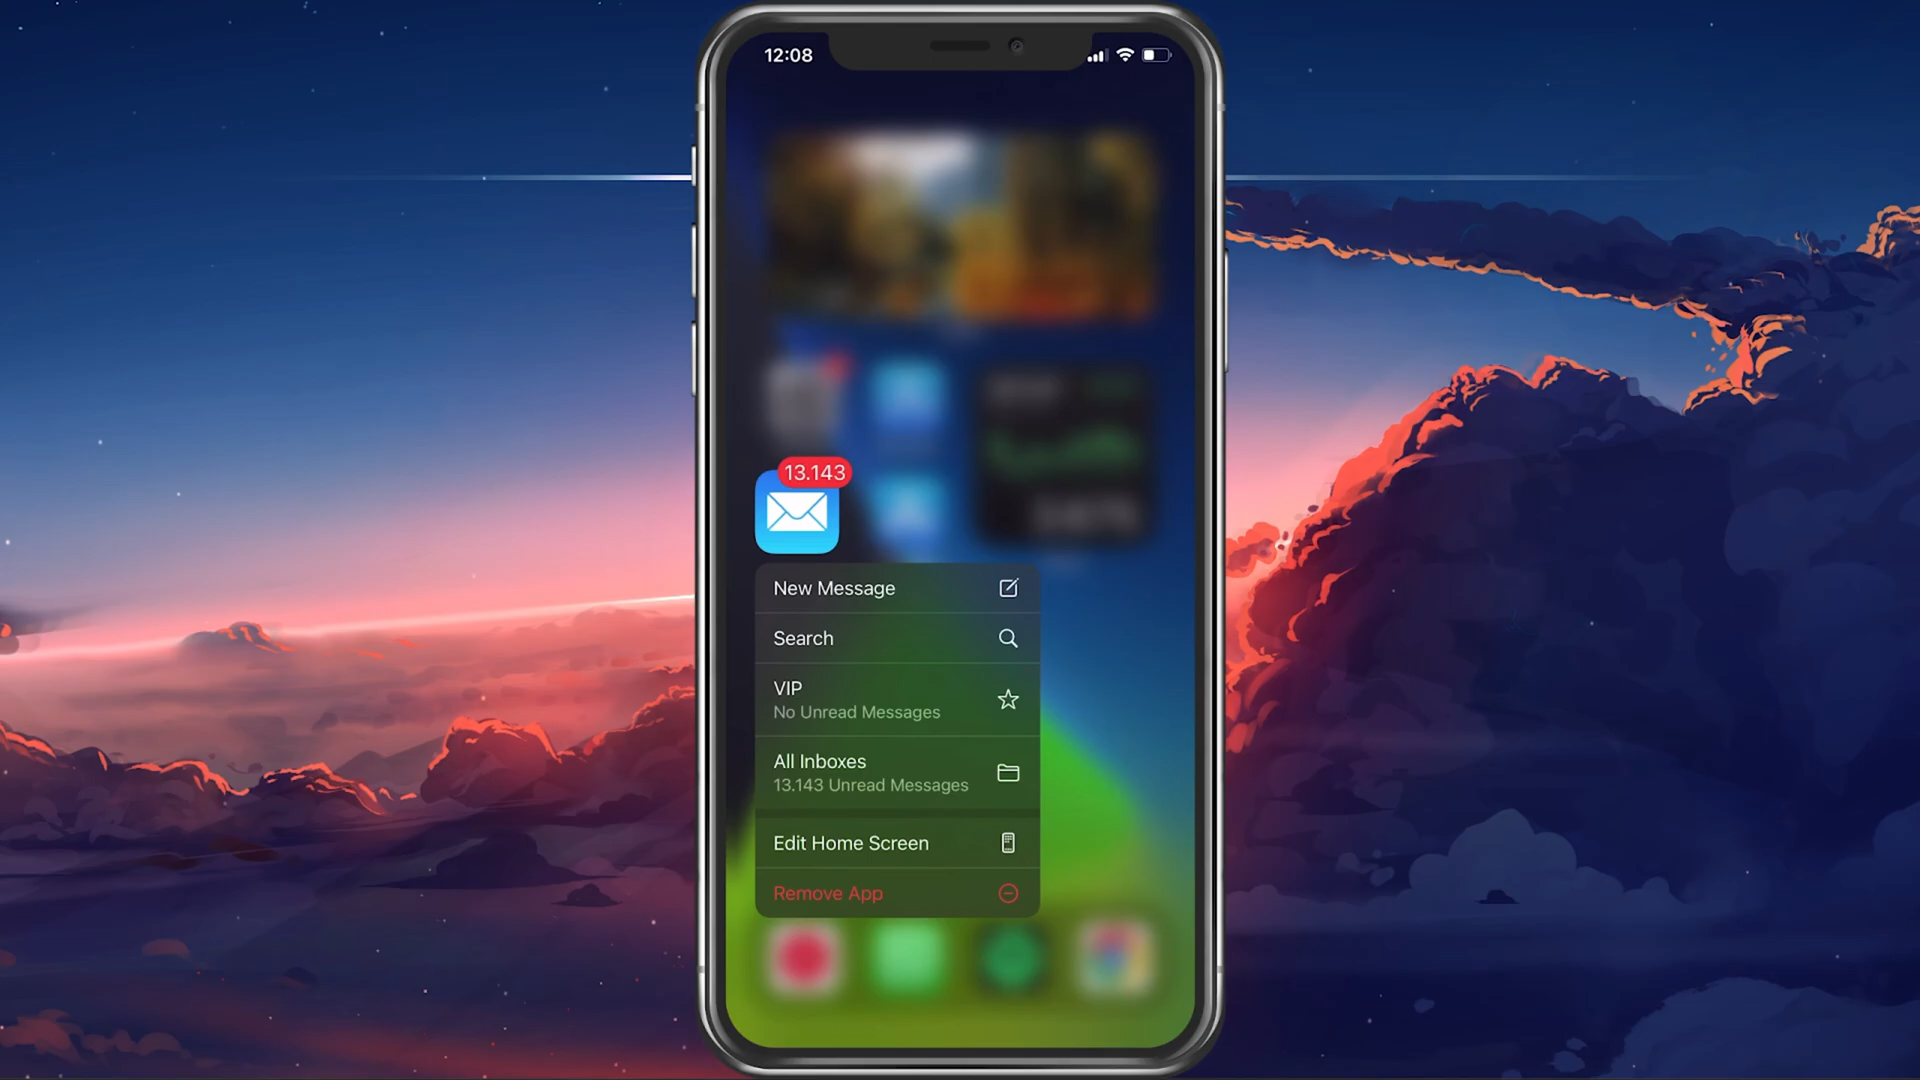 12:08
13.143
New Message
Search
VIP
No Unread Messages
All Inboxes
13.143 Unread Messages
Edit Home Screen
Remove App